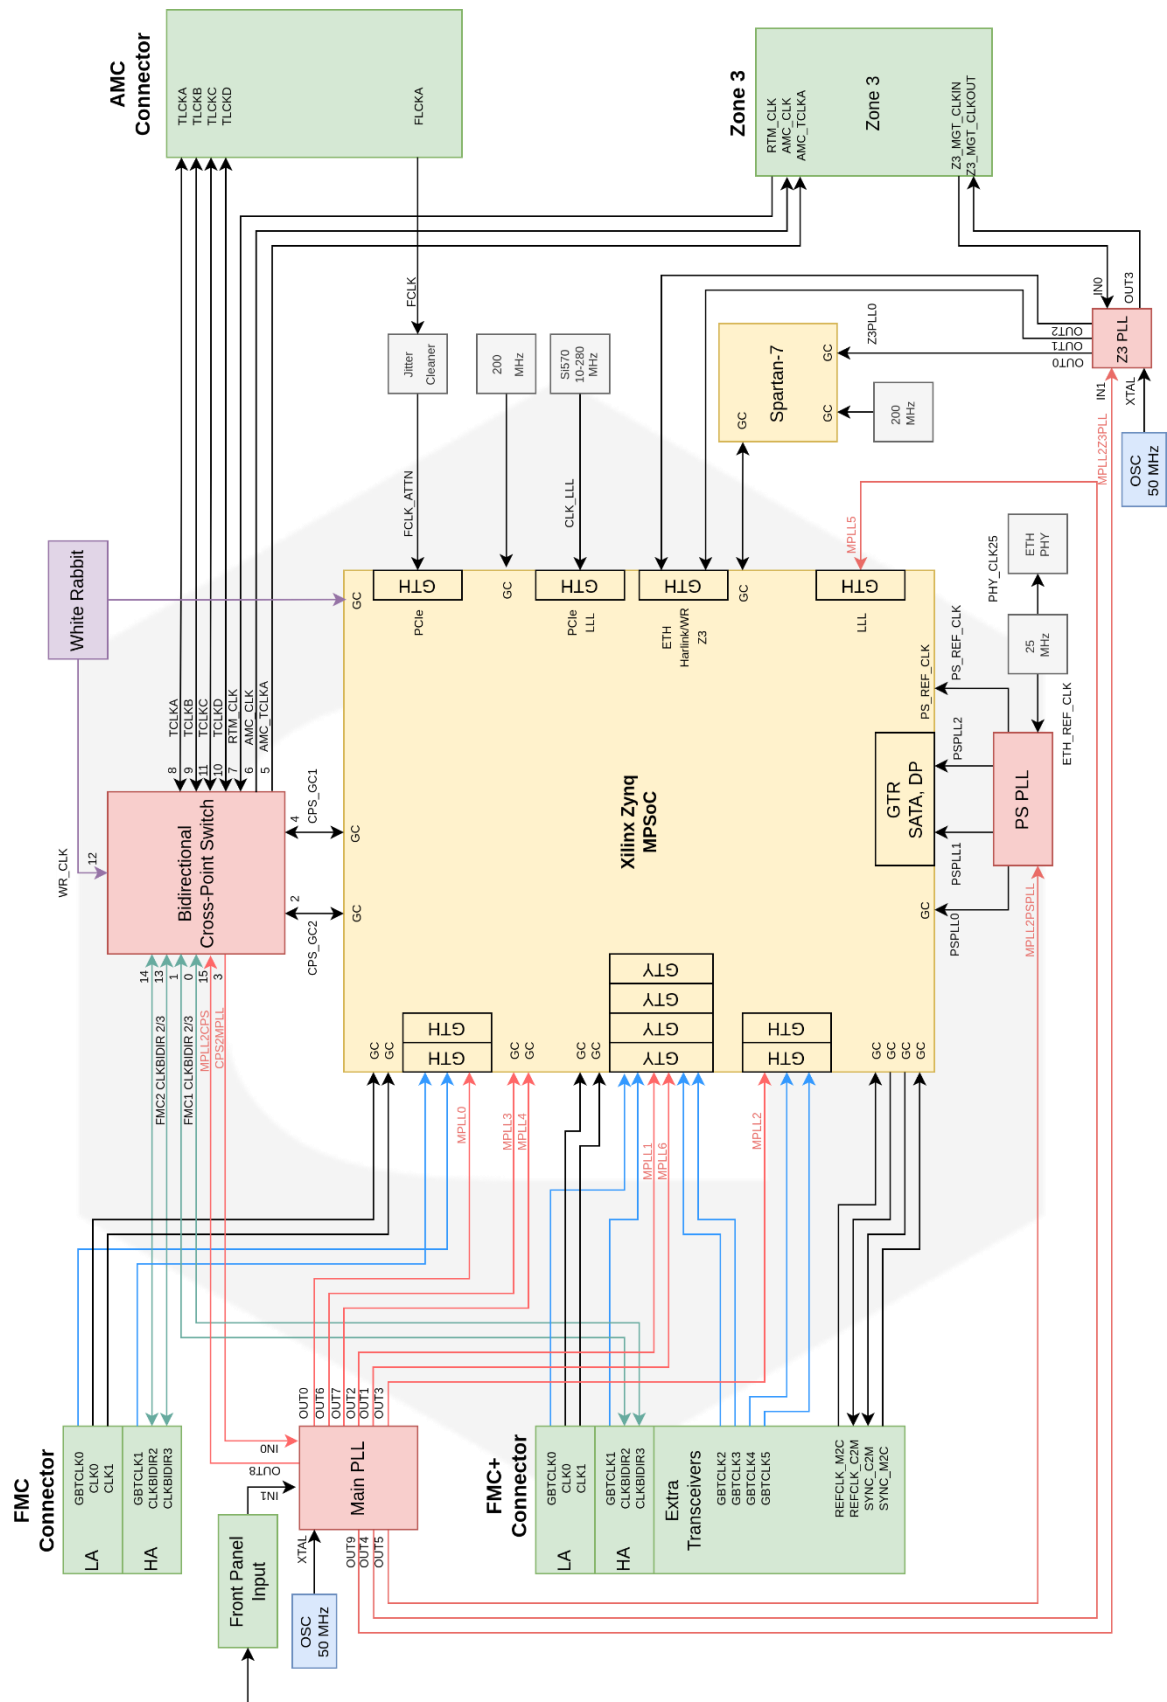 AMC
Connector
TLCKA
TLCKB
TLCKC
TLCKD
FLCKA
Zone 3
RTM_CLK
AMC_CLK
AMC_TCLKA
Zone 3
Z3_MGT_CLKIN
Z3_MGT_CLKOUT
FCLK
Jitter
Cleaner
200
MHz
SI570
10-280
MHz
FCLK_ATTN
CLK_LLL
Spartan-7
GC
GC
GC
Z3PLL0
200
MHz
IN0
OUT3
OUT2
OUT1
OUT0
Z3 PLL
IN1
XTAL
MPLL2Z3PLL
OSC
50 MHz
MPLL5
White Rabbit
WR_CLK
12
TCLKA
TCLKB
TCLKC
TCLKD
RTM_CLK
AMC_CLK
AMC_TCLKA
8
9
11
10
7
6
5
Bidirectional
Cross-Point Switch
4
CPS_GC1
2
CPS_GC2
14
13
1
0
15
3
FMC2 CLKBIDIR 2/3
FMC1 CLKBIDIR 2/3
MPLL2CPS
CPS2MPLL
GC
GTH
PCIe
GC
GTH
PCIe
LLL
GTH
ETH
Harlink/WR
Z3
GC
GTH
LLL
GC
GC
Xilinx Zynq
MPSoC
PS_REF_CLK
GTR
SATA, DP
GC
GC
GC
GTH
GTH
GC
GC
GC
GC
GTY
GTY
GTY
GTY
GTH
GTH
GC
GC
GC
GC
PHY_CLK25
ETH
PHY
25
MHz
PS_REF_CLK
ETH_REF_CLK
PSPLL2
PSPLL1
PSPLL0
PS PLL
MPLL2PSPLL
MPLL0
MPLL3
MPLL4
MPLL1
MPLL6
MPLL2
FMC
Connector
GBTCLK0
CLK0
CLK1
LA
GBTCLK1
CLKBIDIR2
CLKBIDIR3
HA
Front Panel
Input
IN1
OUT8
IN0
OUT0
OUT6
OUT7
OUT2
OUT1
OUT3
Main PLL
XTAL
OUT9
OUT4
OUT5
OSC
50 MHz
FMC+
Connector
GBTCLK0
CLK0
CLK1
LA
GBTCLK1
CLKBIDIR2
CLKBIDIR3
HA
Extra
Transceivers
GBTCLK2
GBTCLK3
GBTCLK4
GBTCLK5
REFCLK_M2C
REFCLK_C2M
SYNC_C2M
SYNC_M2C